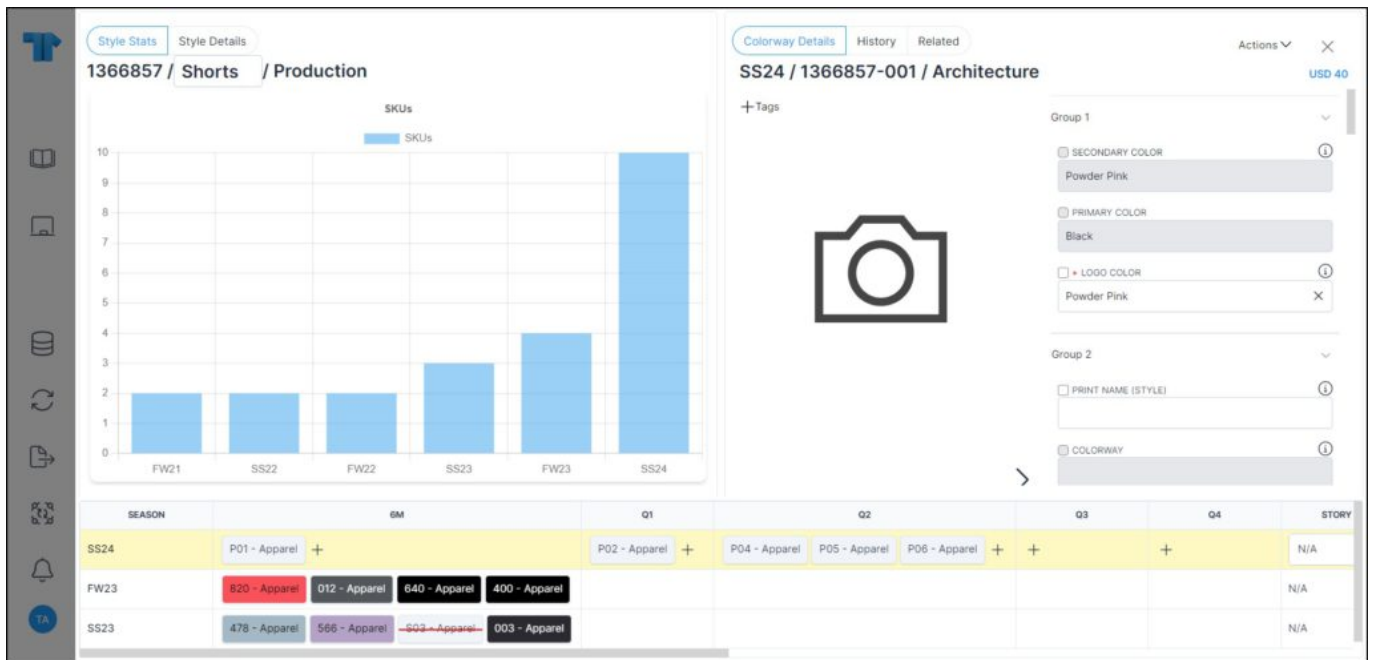 Style Stats Style Details
1366857 / Shorts / Production
SKUs
SKUs
10
9
8
7
6
5
4
3
2
1
0
FW21 SS22 FW22 SS23 FW23 SS24
Colorway Details History Related Actions
SS24 / 1366857-001 / Architecture USD 40
+Tags
Group 1
SECONDARY COLOR
Powder Pink
PRIMARY COLOR
Black
* LOGO COLOR
Powder Pink
Group 2
PRINT NAME (STYLE)
COLORWAY
SEASON 6M Q1 Q2 Q3 Q4 STORY
SS24 P01 - Apparel + P02 - Apparel + P04 - Apparel P05 - Apparel P06 - Apparel + + + N/A
FW23 820 - Apparel 012 - Apparel 640 - Apparel 400 - Apparel N/A
SS23 478 - Apparel 566 - Apparel S03 - Apparel 003 - Apparel N/A
TA